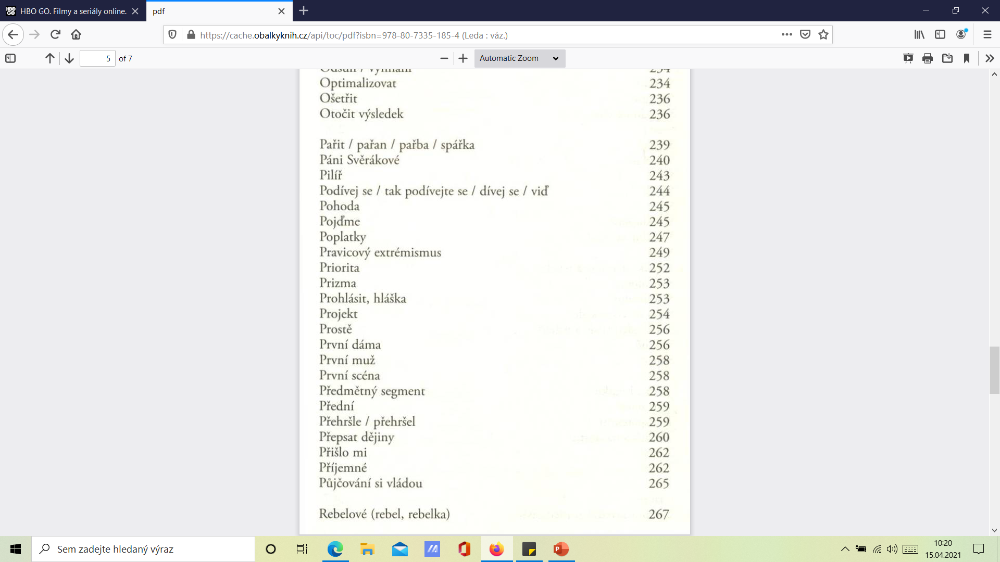 HBO GO. Filmy a seriály online.
pdf
https://cache.obalkyknih.cz/api/toc/pdf?isbn=978-80-7335-185-4 (Leda : váz.)
5 of 7
Automatic Zoom
Odsun / vyhnání 234
Optimalizovat 234
Ošetřit 236
Otočit výsledek 236
Pařit / pařan / pařba / spářka 239
Páni Svěrákové 240
Pilíř 243
Podívej se / tak podívejte se / dívej se / viď 244
Pohoda 245
Pojďme 245
Poplatky 247
Pravicový extrémismus 249
Priorita 252
Prizma 253
Prohlásit, hláška 253
Projekt 254
Prostě 256
První dáma 256
První muž 258
První scéna 258
Předmětný segment 258
Přední 259
Přehršle / přehršel 259
Přepsat dějiny 260
Přišlo mi 262
Příjemné 262
Půjčování si vládou 265
Rebelové (rebel, rebelka) 267
Sem zadejte hledaný výraz
10:20
15.04.2021